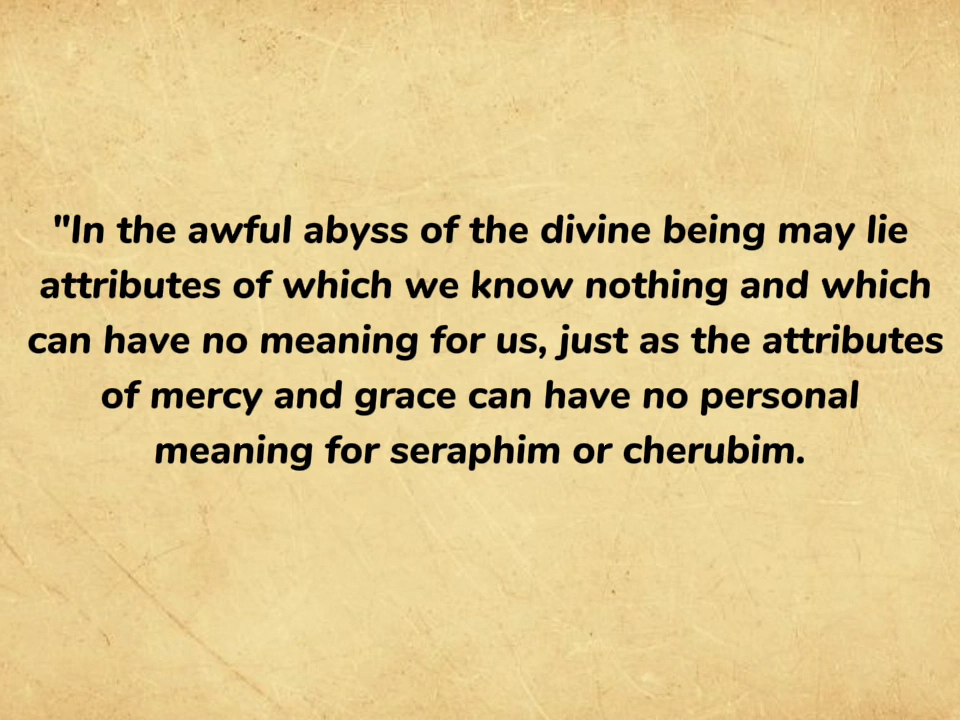 "In the awful abyss of the divine being may lie
attributes of which we know nothing and which
can have no meaning for us, just as the attributes
of mercy and grace can have no personal
meaning for seraphim or cherubim.